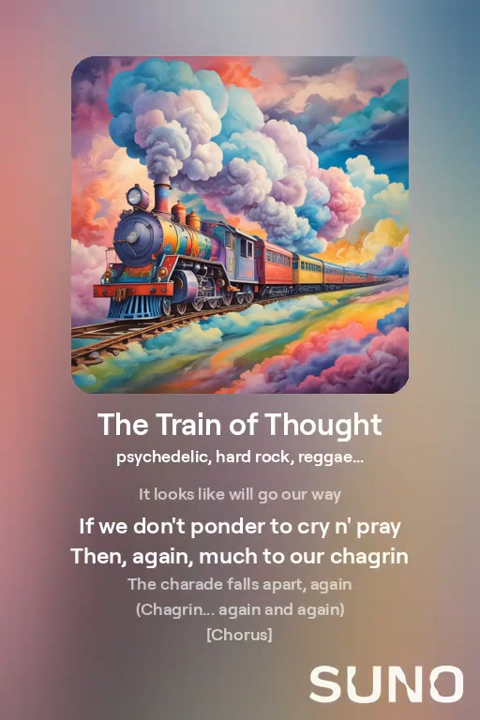 The Train of Thought
psychedelic, hard rock, reggae...
It looks like will go our way
If we don't ponder to cry n' pray
Then, again, much to our chagrin
The charade falls apart, again
(Chagrin... again and again)
[Chorus]
SUNO